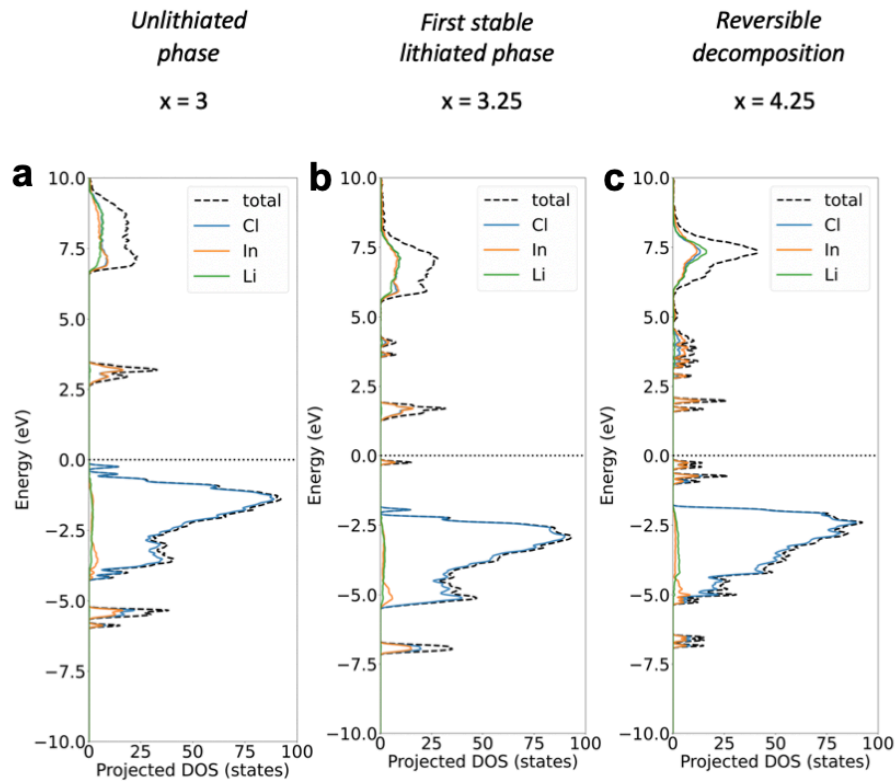 Unlithiated
phase
x = 3
First stable
lithiated phase
x = 3.25
Reversible
decomposition
x = 4.25
a
10.0
7.5
5.0
2.5
0.0
−2.5
−5.0
−7.5
−10.0
Energy (eV)
total
Cl
In
Li
0 25 50 75 100
Projected DOS (states)
b
10.0
7.5
5.0
2.5
0.0
−2.5
−5.0
−7.5
−10.0
Energy (eV)
total
Cl
In
Li
0 25 50 75 100
Projected DOS (states)
c
10.0
7.5
5.0
2.5
0.0
−2.5
−5.0
−7.5
−10.0
Energy (eV)
total
Cl
In
Li
0 25 50 75 100
Projected DOS (states)